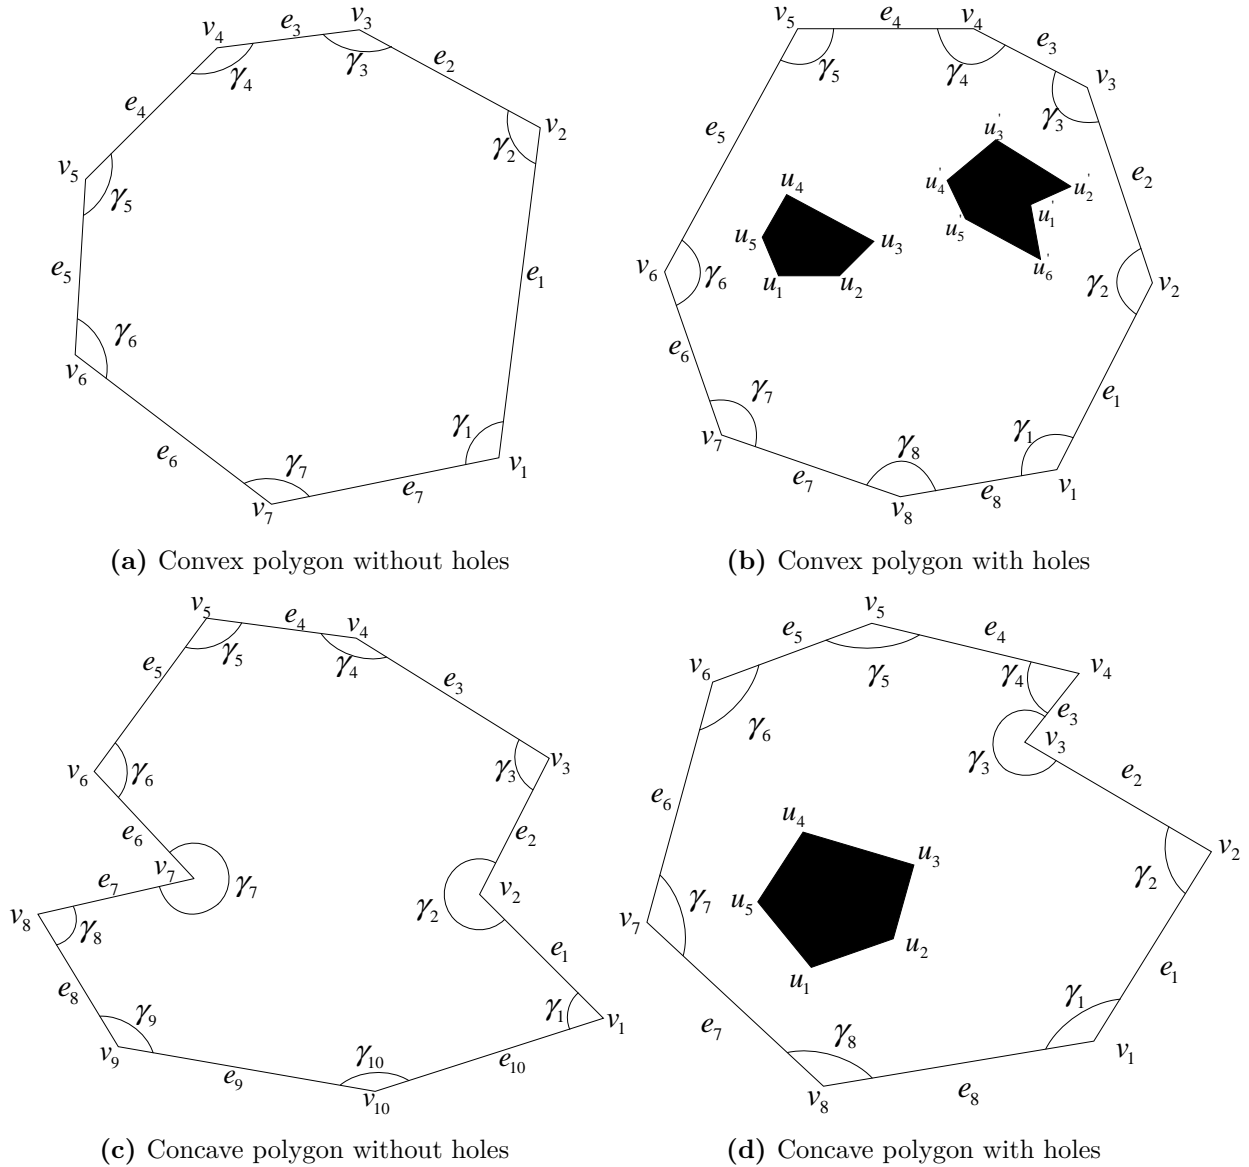 v3
e3
v4
γ3
γ4
e2
e4
v2
γ2
v5
γ5
e5
e1
γ6
v6
γ1
e6
γ7
v1
e7
v7
(a) Convex polygon without holes
v5
e4
v4
e3
γ5
γ4
v3
γ3
e5
u'3
e2
u4
u'4
u'2
u'1
u'5
u5
u3
v6
γ6
u'6
γ2
v2
u1
u2
e6
γ7
e1
v7
γ8
γ1
e7
e8
v1
v8
(b) Convex polygon with holes
v5
e4
v4
γ5
γ4
e5
e3
v3
v6
γ6
γ3
e6
e2
v7
e7
γ7
v2
γ2
v8
γ8
e1
e8
γ9
γ1
v1
v9
γ10
e10
e9
v10
(c) Concave polygon without holes
v5
e5
e4
v6
γ5
γ4
v4
e3
γ6
v3
γ3
e2
e6
u4
v2
u3
γ2
γ7
u5
v7
u2
u1
e1
γ1
e7
γ8
v1
e8
v8
(d) Concave polygon with holes